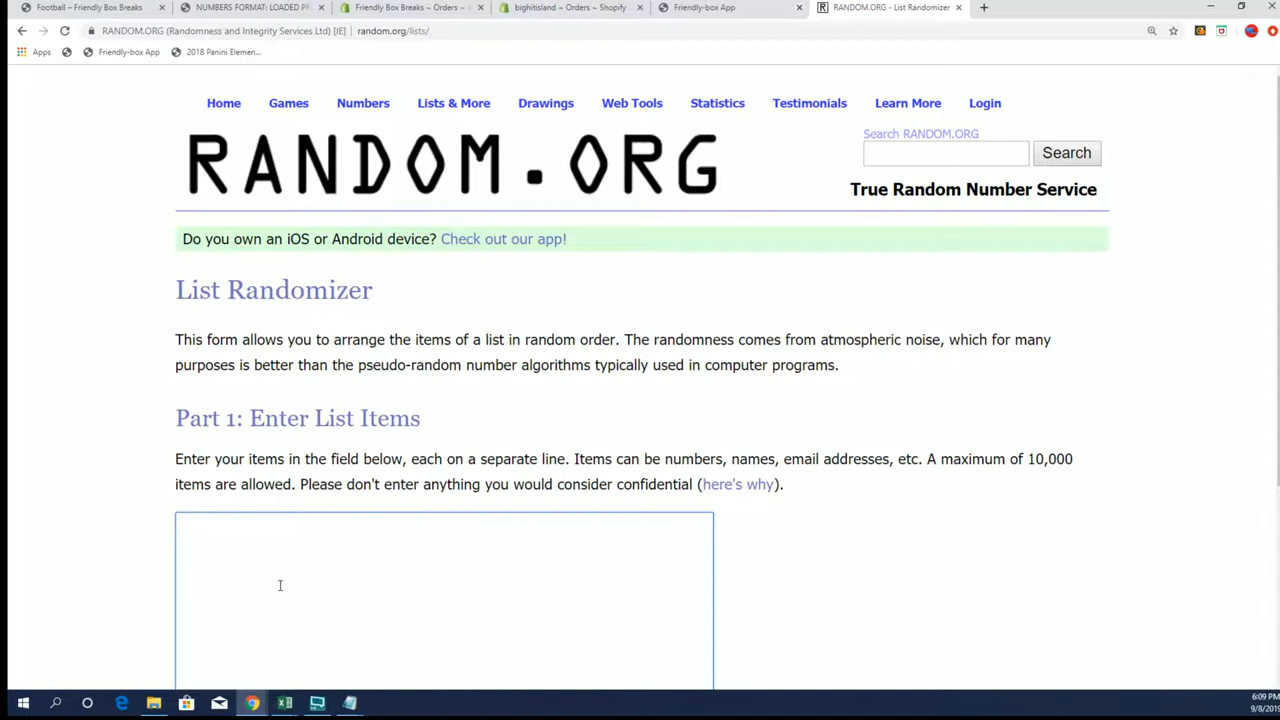 Football – Friendly Box Breaks
NUMBERS FORMAT: LOADED P
Friendly Box Breaks ~ Orders ~
bighitisland ~ Orders ~ Shopify
Friendly-box App
RANDOM.ORG - List Randomizer
RANDOM.ORG (Randomness and Integrity Services Ltd) [IE] | random.org/lists/
Apps
Friendly-box App
2018 Panini Elemen...
Home Games Numbers Lists & More Drawings Web Tools Statistics Testimonials Learn More Login
RANDOM.ORG
Search RANDOM.ORG
Search
True Random Number Service
Do you own an iOS or Android device? Check out our app!
List Randomizer
This form allows you to arrange the items of a list in random order. The randomness comes from atmospheric noise, which for many
purposes is better than the pseudo-random number algorithms typically used in computer programs.
Part 1: Enter List Items
Enter your items in the field below, each on a separate line. Items can be numbers, names, email addresses, etc. A maximum of 10,000
items are allowed. Please don't enter anything you would consider confidential (here's why).
6:09 PM
9/8/201